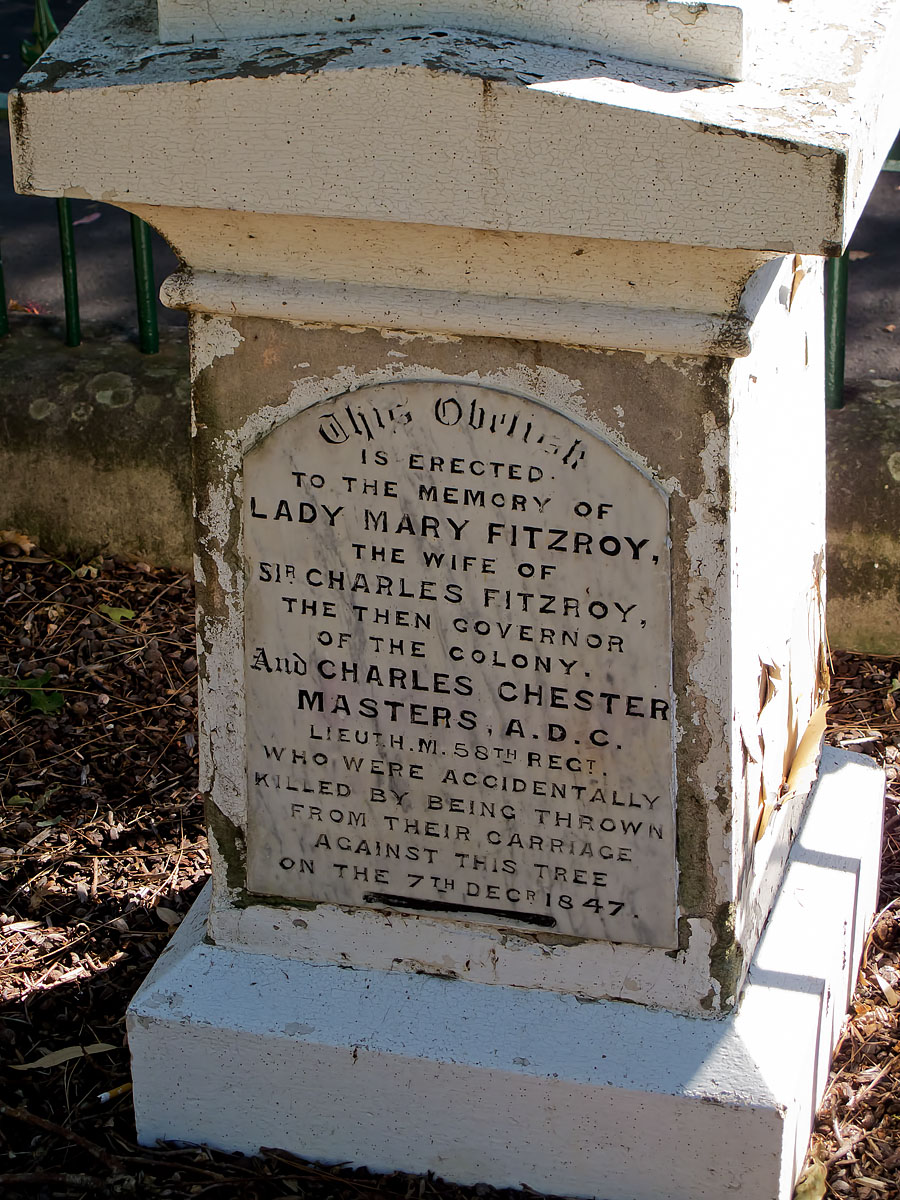 This Obelisk
IS ERECTED.
TO THE MEMORY OF
LADY MARY FITZROY,
THE WIFE OF
SIR CHARLES FITZROY,
THE THEN GOVERNOR
OF THE COLONY.
And CHARLES CHESTER
MASTERS, A.D.C.
LIEUT. H.M. 58TH REGT.
WHO WERE ACCIDENTALLY
KILLED BY BEING THROWN
FROM THEIR CARRIAGE
AGAINST THIS TREE
ON THE 7TH DECR 1847.